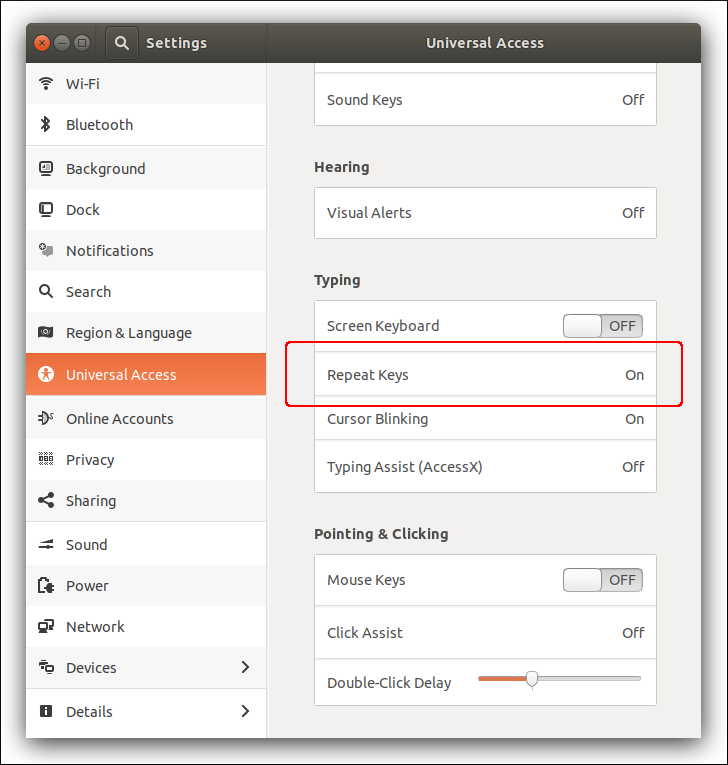 Settings
Universal Access
Wi-Fi
Bluetooth
Background
Dock
Notifications
Search
Region & Language
Universal Access
Online Accounts
Privacy
Sharing
Sound
Power
Network
Devices
Details
Sound Keys Off
Hearing
Visual Alerts Off
Typing
Screen Keyboard OFF
Repeat Keys On
Cursor Blinking On
Typing Assist (AccessX) Off
Pointing & Clicking
Mouse Keys OFF
Click Assist Off
Double-Click Delay